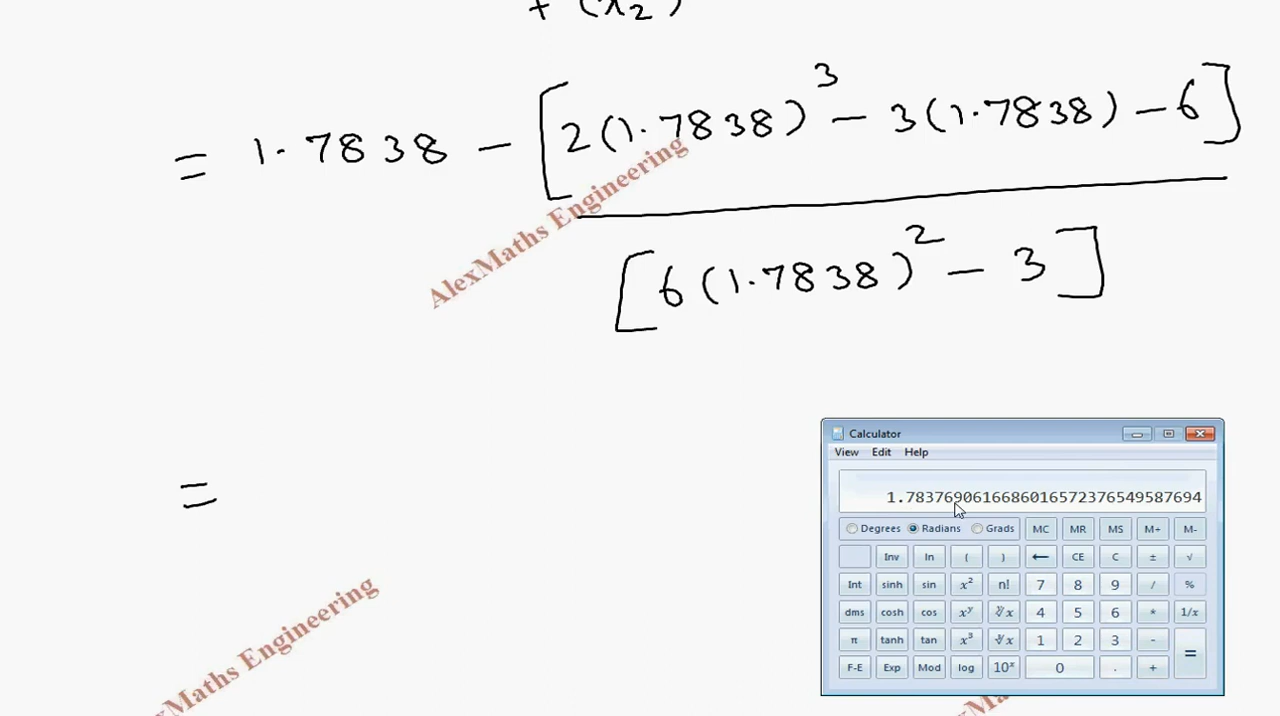 + (x₂)
= 1.7838 − [2(1.7838)³ − 3(1.7838) − 6]
[6(1.7838)² − 3]
AlexMaths Engineering
=
AlexMaths Engineering
Calculator
View Edit Help
1.7837690616686016572376549587694
Degrees Radians Grads MC MR MS M+ M-
Inv ln ( ) ← CE C ± √
Int sinh sin x² n! 7 8 9 / %
dms cosh cos xʸ ʸ√x 4 5 6 * 1/x
π tanh tan x³ ³√x 1 2 3 - =
F-E Exp Mod log 10ˣ 0 . +